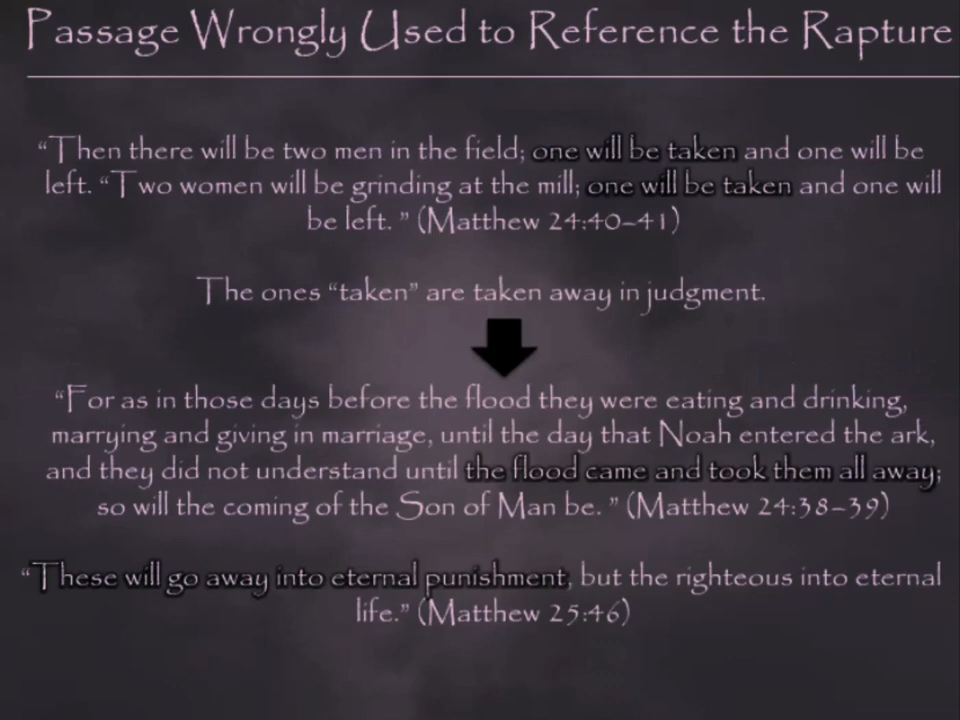 Passage Wrongly Used to Reference the Rapture
“Then there will be two men in the field; one will be taken and one will be
left. “Two women will be grinding at the mill; one will be taken and one will
be left. ” (Matthew 24:40–41)
The ones “taken” are taken away in judgment.
“For as in those days before the flood they were eating and drinking,
marrying and giving in marriage, until the day that Noah entered the ark,
and they did not understand until the flood came and took them all away;
so will the coming of the Son of Man be. ” (Matthew 24:38–39)
“These will go away into eternal punishment, but the righteous into eternal
life.” (Matthew 25:46)